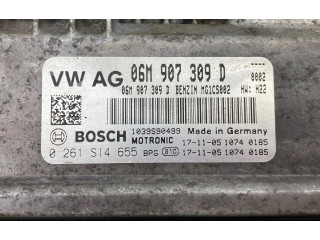 VW AG 06M 907 309 D 0002
06M 907 309 D BENZIN MG1CS002 HW: H22
BOSCH 1039S90499 Made in Germany
MOTRONIC 17-11-05 1074 0185
0 261 S14 655 BPG 17-11-05 1074 0185